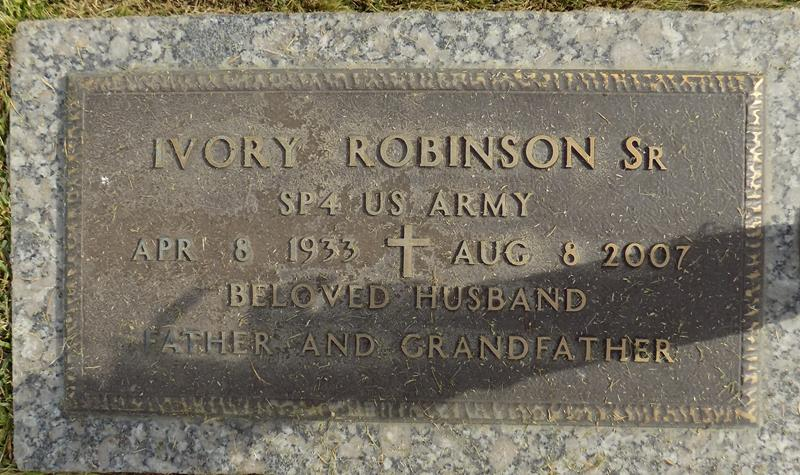 IVORY ROBINSON SR
SP4 US ARMY
APR 8 1933 AUG 8 2007
BELOVED HUSBAND
FATHER AND GRANDFATHER